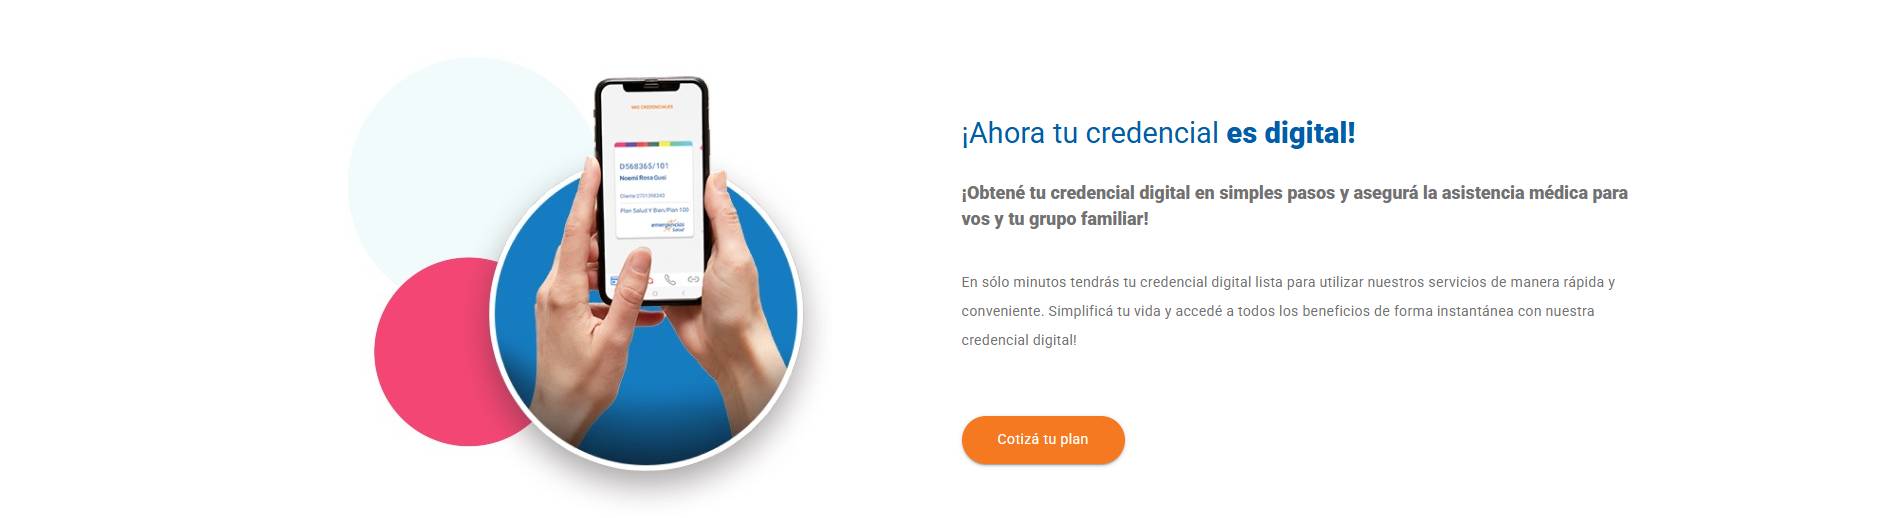 MIS CREDENCIALES
D568365/101
Noemi Rosa Gusi
Cliente 2701398343
Plan Salud Y Bien/Plan 100
emergencias
Salud
¡Ahora tu credencial es digital!
¡Obtené tu credencial digital en simples pasos y asegurá la asistencia médica para
vos y tu grupo familiar!
En sólo minutos tendrás tu credencial digital lista para utilizar nuestros servicios de manera rápida y
conveniente. Simplificá tu vida y accedé a todos los beneficios de forma instantánea con nuestra
credencial digital!
Cotizá tu plan